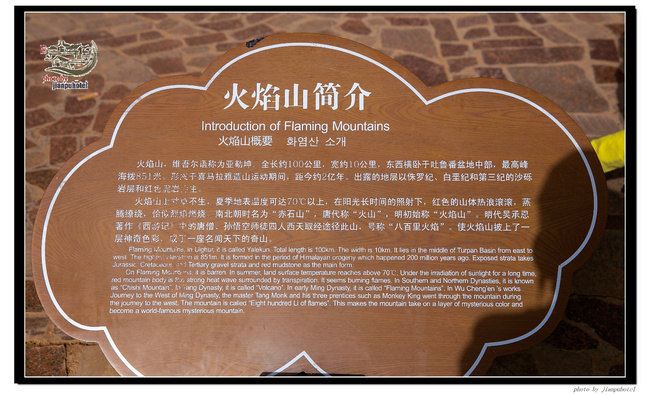 火焰山简介
Introduction of Flaming Mountains
火焰山概要 화염산 소개
火焰山，维吾尔语称为亚勒坤。全长约100公里，宽约10公里，东西横卧于吐鲁番盆地中部，最高峰
海拔851米。形成于喜马拉雅造山运动期间，距今约2亿年。出露的地层以侏罗纪、白垩纪和第三纪的沙砾
岩层和红色泥岩为主。
火焰山上寸草不生，夏季地表温度可达70℃以上，在阳光长时间的照射下，红色的山体热浪滚滚，蒸
腾缭绕，恰似烈焰燃烧。南北朝时名为“赤石山”，唐代称“火山”，明初始称“火焰山”。明代吴承恩
著作《西游记》中的唐僧、孙悟空师徒四人西天取经途径此山，号称“八百里火焰”。使火焰山披上了一
层神奇色彩，成了一座名闻天下的奇山。
Flaming Mountains, in Uighur, it is called Yalekun. Total length is 100km. The width is 10km. It lies in the middle of Turpan Basin from east to
west. The highest elevation is 851m. It is formed in the period of Himalayan orogeny which happended 200 million years ago. Exposed strata takes
Jurassic, Cretaceous, and Tertiary gravel strata and red mudstone as the main form.
On Flaming Mountains, it is barren. In summer, land surface temperature reaches above 70℃. Under the irradiation of sunlight for a long time,
red mountain body is like strong heat wave surrounded by transpiration. It seems burning flames. In Southern and Northern Dynasties, it is known
as "Chishi Mountain". In Tang Dynasty, it is called "Volcano". In early Ming Dynasty, it is called "Flaming Mountains". In Wu Cheng'en 's works
Journey to the West of Ming Dynasty, the master Tang Monk and his three prentices such as Monkey King went through the mountain during
the journey to the west. The mountain is called "Eight hundred Li of flames". This makes the mountain take on a layer of mysterious color and
become a world-famous mysterious mountain.
jianpuhotel
photo by jianpuhotel